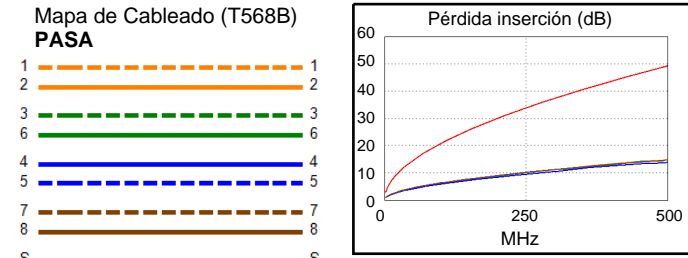 Mapa de Cableado (T568B)
PASA
1 1
2 2
3 3
6 6
4 4
5 5
7 7
8 8
S S
Pérdida inserción (dB)
60
50
40
30
20
10
0
0 250 500
MHz